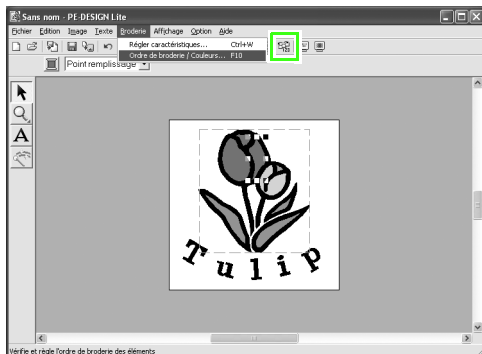 Sans nom - PE-DESIGN Lite
Fichier Edition Image Texte Broderie Affichage Option Aide
Régler caractéristiques... Ctrl+W
Ordre de broderie / Couleurs... F10
Point remplissage
A
Tulip
Vérifie et règle l'ordre de broderie des éléments